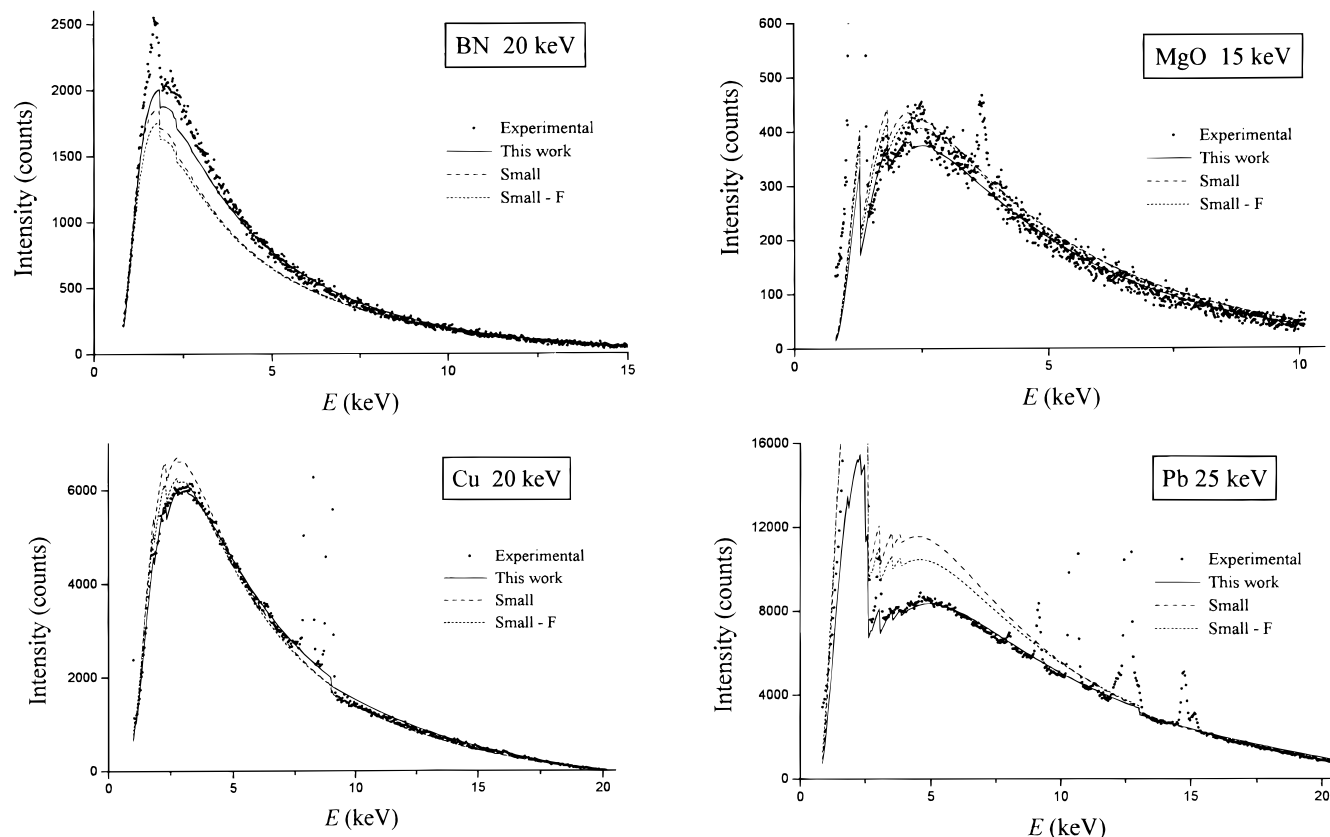 BN 20 keV
2500
2000
1500
1000
500
0
Intensity (counts)
Experimental
This work
Small
Small - F
0
5
10
15
E (keV)
MgO 15 keV
600
500
400
300
200
100
0
Intensity (counts)
Experimental
This work
Small
Small - F
0
5
10
E (keV)
Cu 20 keV
6000
4000
2000
0
Intensity (counts)
Experimental
This work
Small
Small - F
0
5
10
15
20
E (keV)
Pb 25 keV
16000
12000
8000
4000
0
Intensity (counts)
Experimental
This work
Small
Small - F
0
5
10
15
20
E (keV)